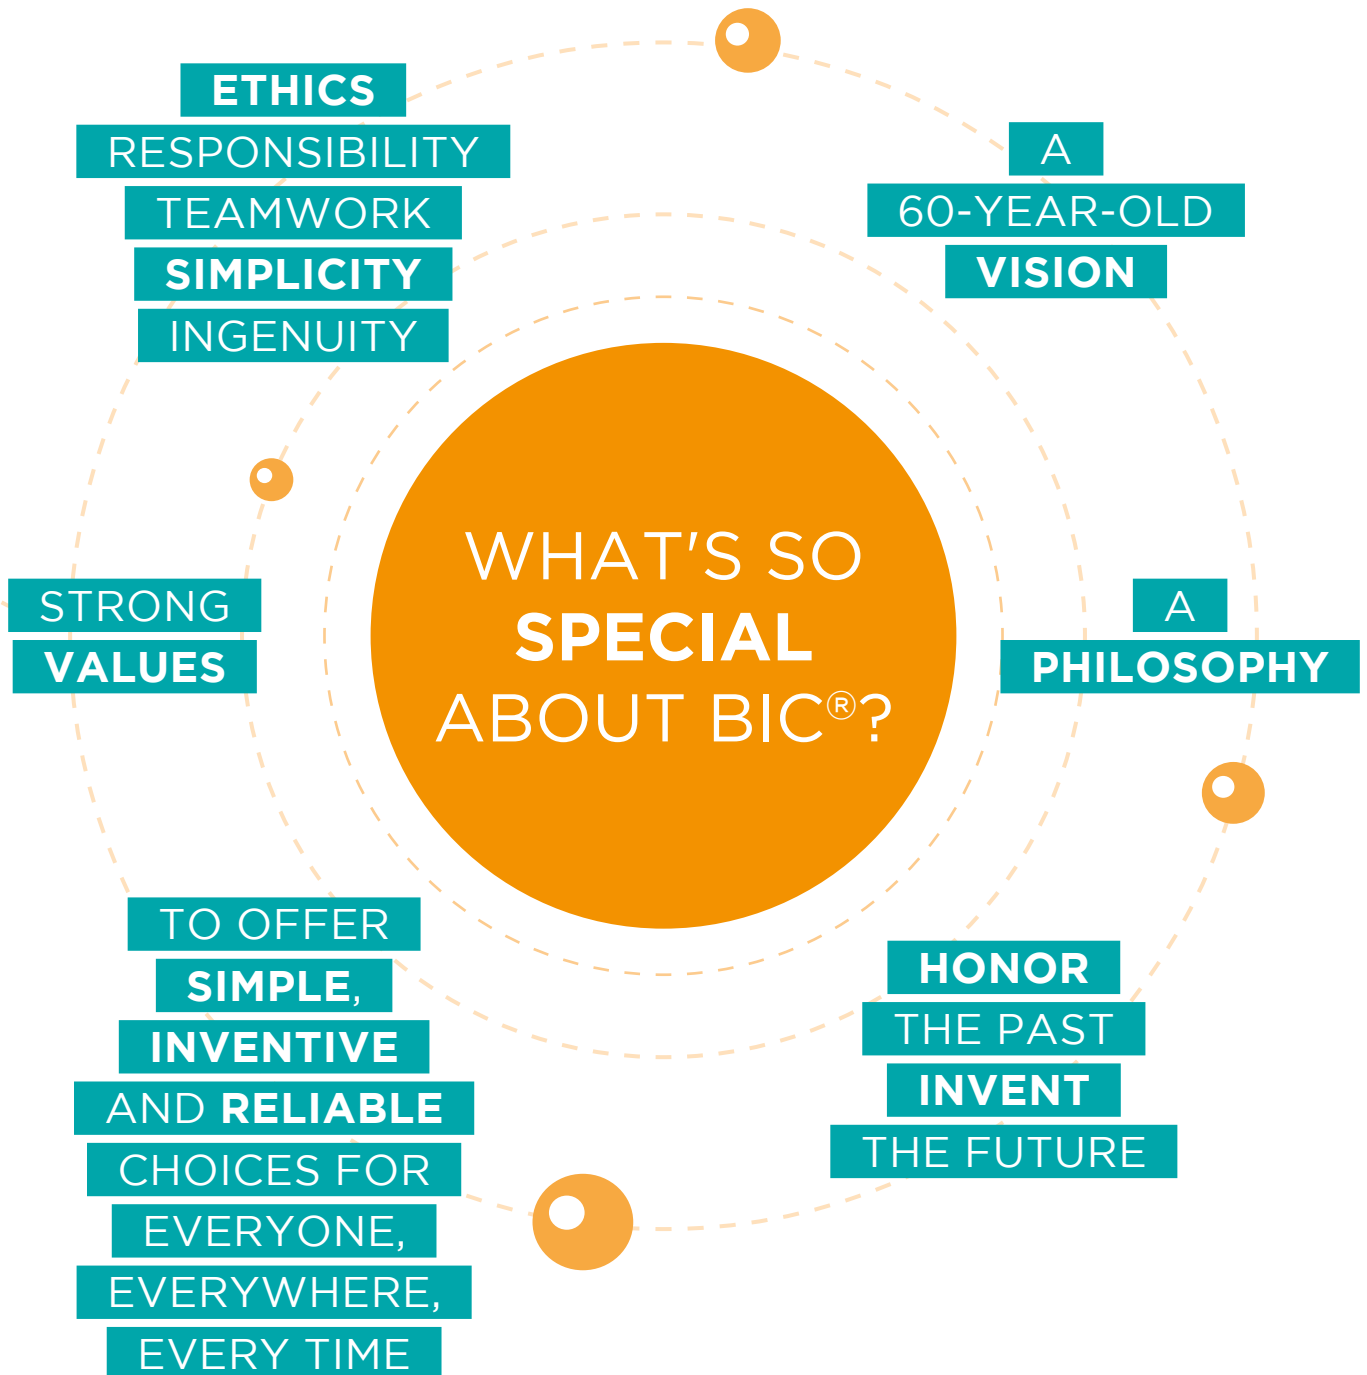 WHAT'S SO
SPECIAL
ABOUT BIC®?
A
60-YEAR-OLD
VISION
A
PHILOSOPHY
HONOR
THE PAST
INVENT
THE FUTURE
TO OFFER
SIMPLE,
INVENTIVE
AND RELIABLE
CHOICES FOR
EVERYONE,
EVERYWHERE,
EVERY TIME
STRONG
VALUES
ETHICS
RESPONSIBILITY
TEAMWORK
SIMPLICITY
INGENUITY